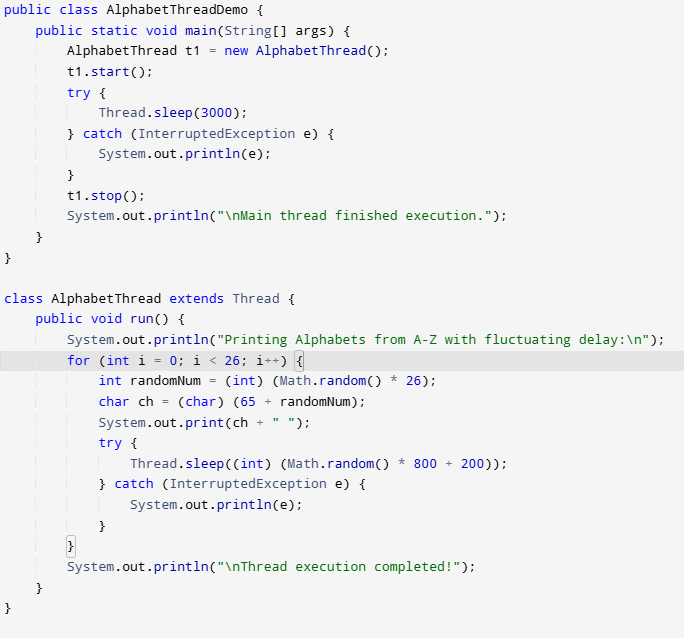 public class AlphabetThreadDemo {
    public static void main(String[] args) {
        AlphabetThread t1 = new AlphabetThread();
        t1.start();
        try {
            Thread.sleep(3000);
        } catch (InterruptedException e) {
            System.out.println(e);
        }
        t1.stop();
        System.out.println("\nMain thread finished execution.");
    }
}

class AlphabetThread extends Thread {
    public void run() {
        System.out.println("Printing Alphabets from A-Z with fluctuating delay:\n");
        for (int i = 0; i < 26; i++) {
            int randomNum = (int) (Math.random() * 26);
            char ch = (char) (65 + randomNum);
            System.out.print(ch + " ");
            try {
                Thread.sleep((int) (Math.random() * 800 + 200));
            } catch (InterruptedException e) {
                System.out.println(e);
            }
        }
        System.out.println("\nThread execution completed!");
    }
}